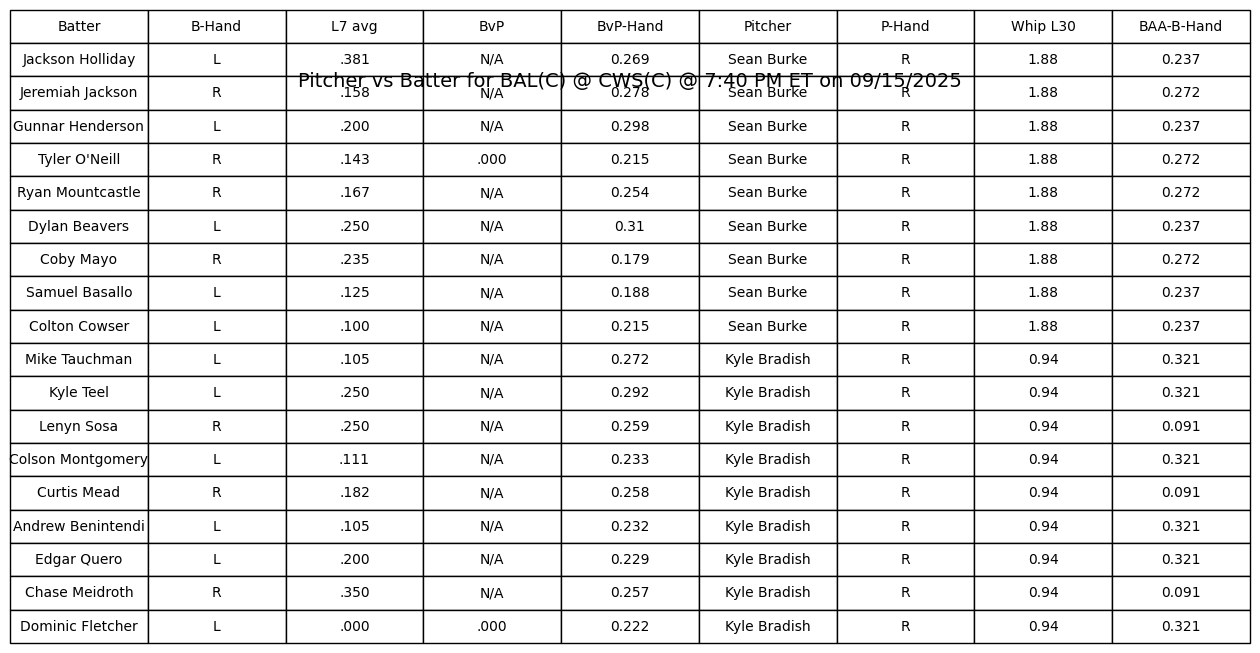 Batter B-Hand L7 avg BvP BvP-Hand Pitcher P-Hand Whip L30 BAA-B-Hand
Jackson Holliday L .381 N/A 0.269 Sean Burke R 1.88 0.237
Pitcher vs Batter for BAL(C) @ CWS(C) @ 7:40 PM ET on 09/15/2025
Jeremiah Jackson R .158 N/A 0.278 Sean Burke R 1.88 0.272
Gunnar Henderson L .200 N/A 0.298 Sean Burke R 1.88 0.237
Tyler O'Neill R .143 .000 0.215 Sean Burke R 1.88 0.272
Ryan Mountcastle R .167 N/A 0.254 Sean Burke R 1.88 0.272
Dylan Beavers L .250 N/A 0.31 Sean Burke R 1.88 0.237
Coby Mayo R .235 N/A 0.179 Sean Burke R 1.88 0.272
Samuel Basallo L .125 N/A 0.188 Sean Burke R 1.88 0.237
Colton Cowser L .100 N/A 0.215 Sean Burke R 1.88 0.237
Mike Tauchman L .105 N/A 0.272 Kyle Bradish R 0.94 0.321
Kyle Teel L .250 N/A 0.292 Kyle Bradish R 0.94 0.321
Lenyn Sosa R .250 N/A 0.259 Kyle Bradish R 0.94 0.091
Colson Montgomery L .111 N/A 0.233 Kyle Bradish R 0.94 0.321
Curtis Mead R .182 N/A 0.258 Kyle Bradish R 0.94 0.091
Andrew Benintendi L .105 N/A 0.232 Kyle Bradish R 0.94 0.321
Edgar Quero L .200 N/A 0.229 Kyle Bradish R 0.94 0.321
Chase Meidroth R .350 N/A 0.257 Kyle Bradish R 0.94 0.091
Dominic Fletcher L .000 .000 0.222 Kyle Bradish R 0.94 0.321